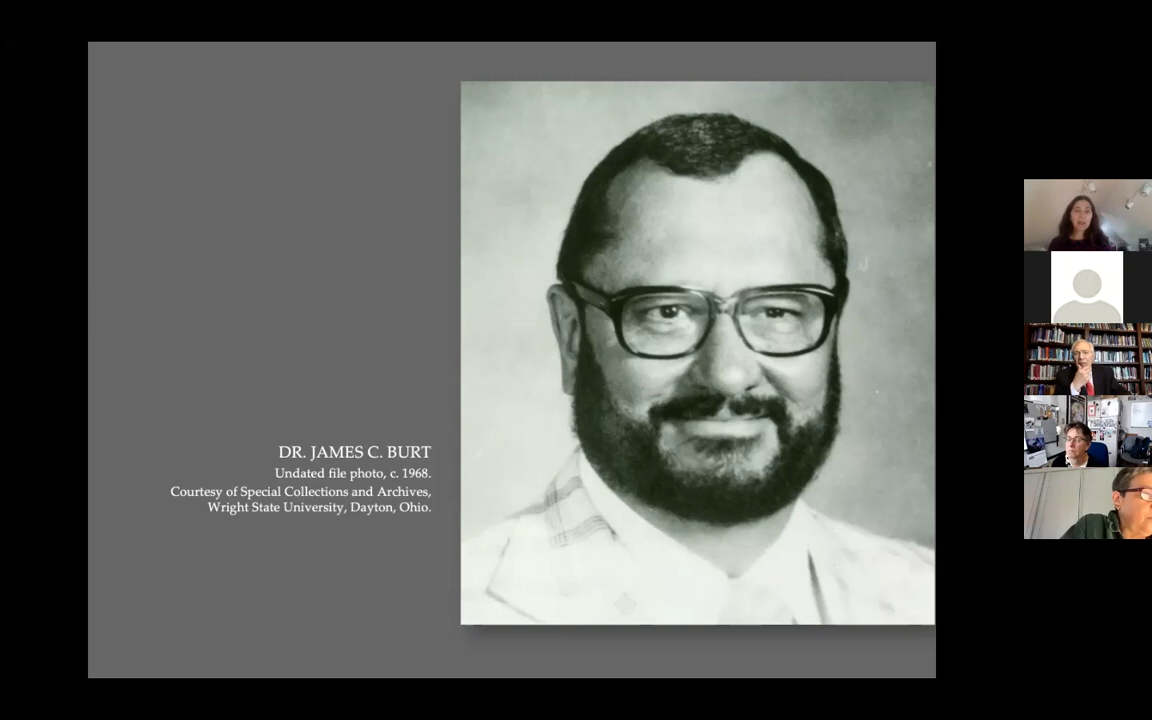 DR. JAMES C. BURT
Undated file photo, c. 1968.
Courtesy of Special Collections and Archives,
Wright State University, Dayton, Ohio.